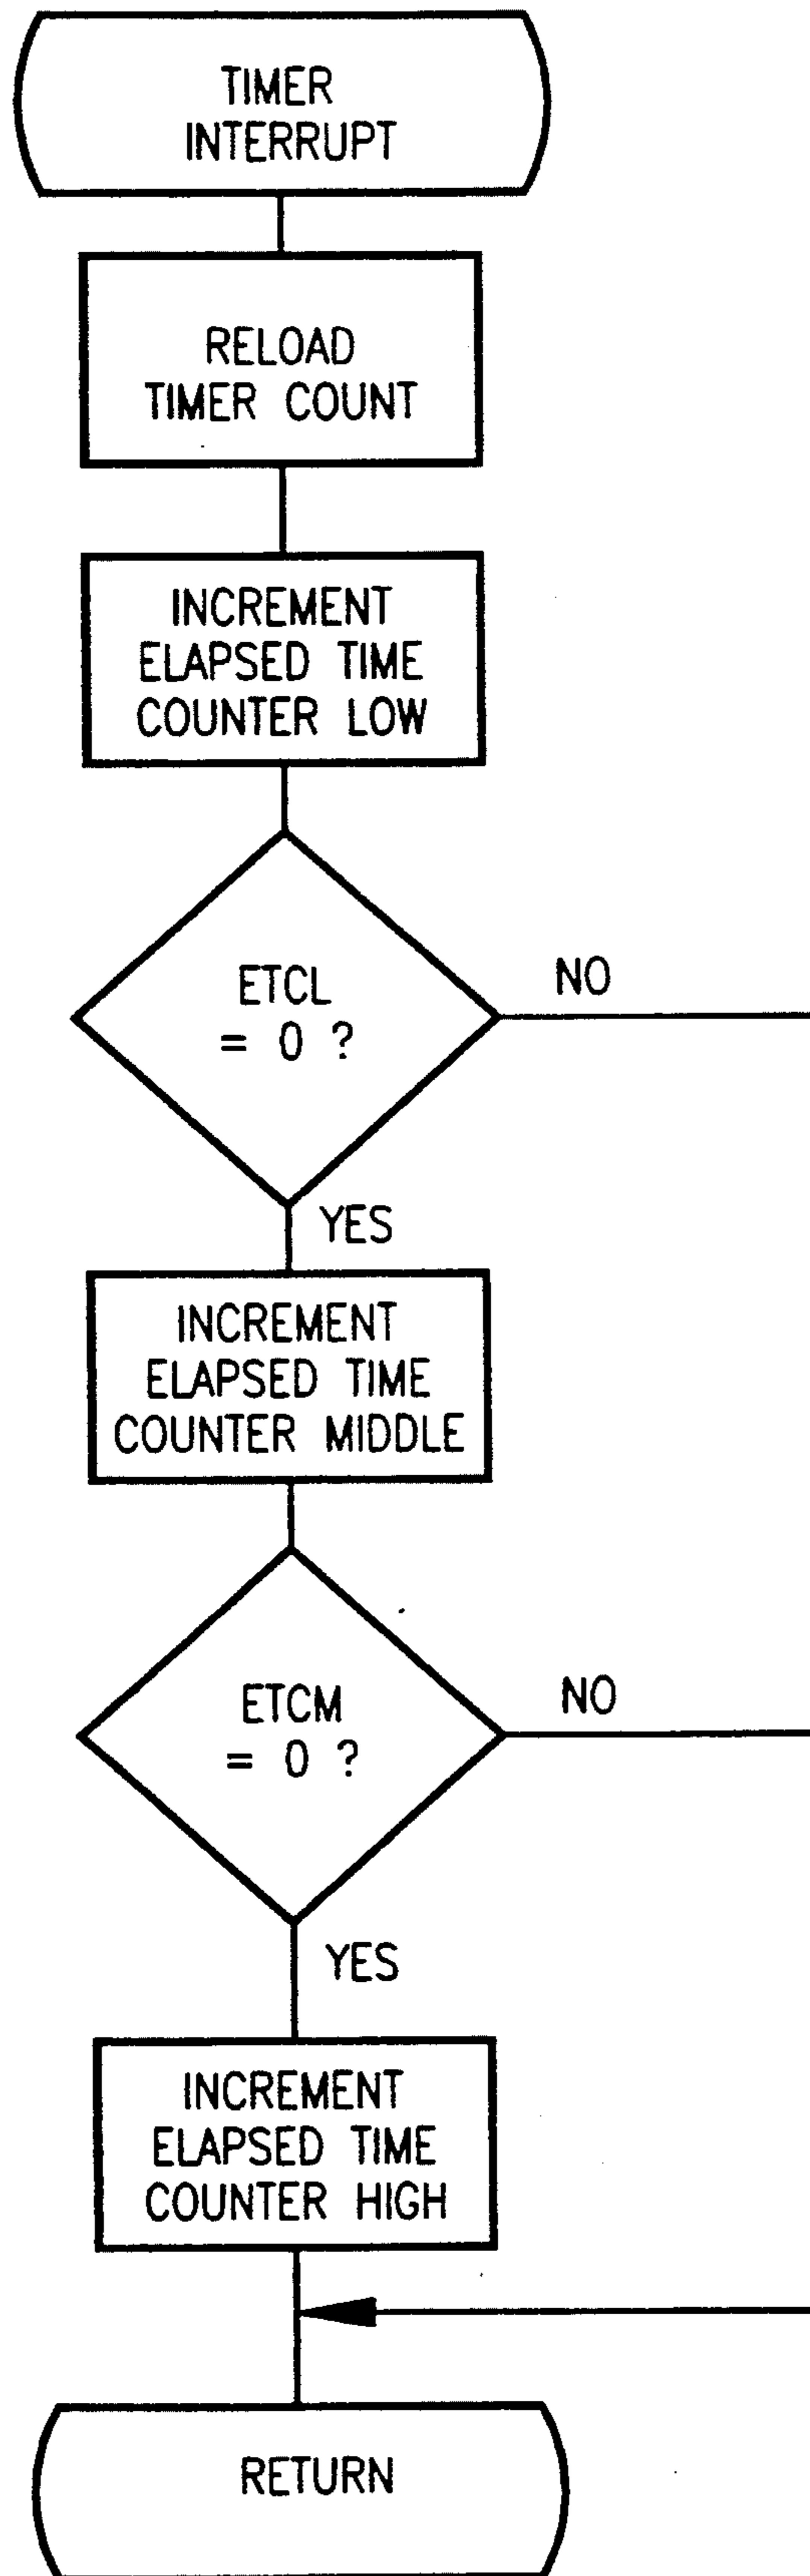 TIMER
INTERRUPT
RELOAD
TIMER COUNT
INCREMENT
ELAPSED TIME
COUNTER LOW
ETCL
= 0 ?
NO
YES
INCREMENT
ELAPSED TIME
COUNTER MIDDLE
ETCM
= 0 ?
NO
YES
INCREMENT
ELAPSED TIME
COUNTER HIGH
RETURN